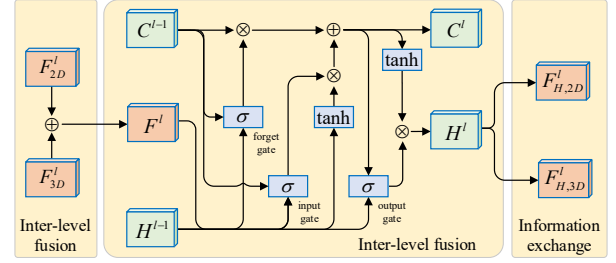 C^{l-1}
⊗
⊕
C^l
tanh
F^l_{2D}
F^l_{H,2D}
⊗
⊕
F^l
σ
tanh
⊗
H^l
forget
gate
F^l_{3D}
σ
σ
F^l_{H,3D}
input
gate
output
gate
H^{l-1}
Inter-level
fusion
Inter-level fusion
Information
exchange